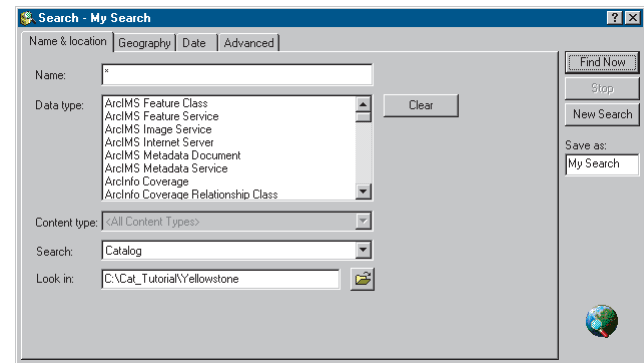 Search - My Search
Name & location Geography Date Advanced
Name: *
Data type:
ArcIMS Feature Class
ArcIMS Feature Service
ArcIMS Image Service
ArcIMS Internet Server
ArcIMS Metadata Document
ArcIMS Metadata Service
ArcInfo Coverage
ArcInfo Coverage Relationship Class
Clear
Content type: <All Content Types>
Search: Catalog
Look in: C:\Cat_Tutorial\Yellowstone
Find Now
Stop
New Search
Save as:
My Search